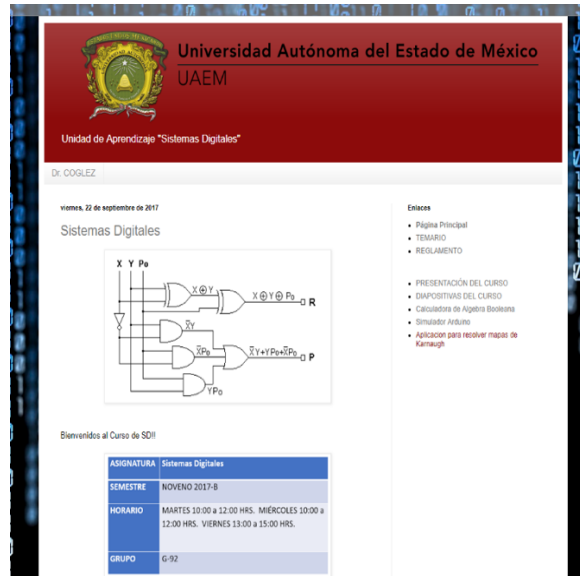 Universidad Autónoma del Estado de México
UAEM
Unidad de Aprendizaje "Sistemas Digitales"
Dr. COGLEZ
viernes, 22 de septiembre de 2017
Sistemas Digitales
X Y Po
X⊕Y
X⊕Y⊕Po
R
X̅Y
X̅Po
X̅Y+YPo+X̅Po
P
YPo
Bienvenidos al Curso de SD!!
ASIGNATURA Sistemas Digitales
SEMESTRE NOVENO 2017-B
HORARIO MARTES 10:00 a 12:00 HRS. MIÉRCOLES 10:00 a
12:00 HRS. VIERNES 13:00 a 15:00 HRS.
GRUPO G-92
Enlaces
Página Principal
TEMARIO
REGLAMENTO
PRESENTACIÓN DEL CURSO
DIAPOSITIVAS DEL CURSO
Calculadora de Algebra Booleana
Simulador Arduino
Aplicacion para resolver mapas de
Karnaugh